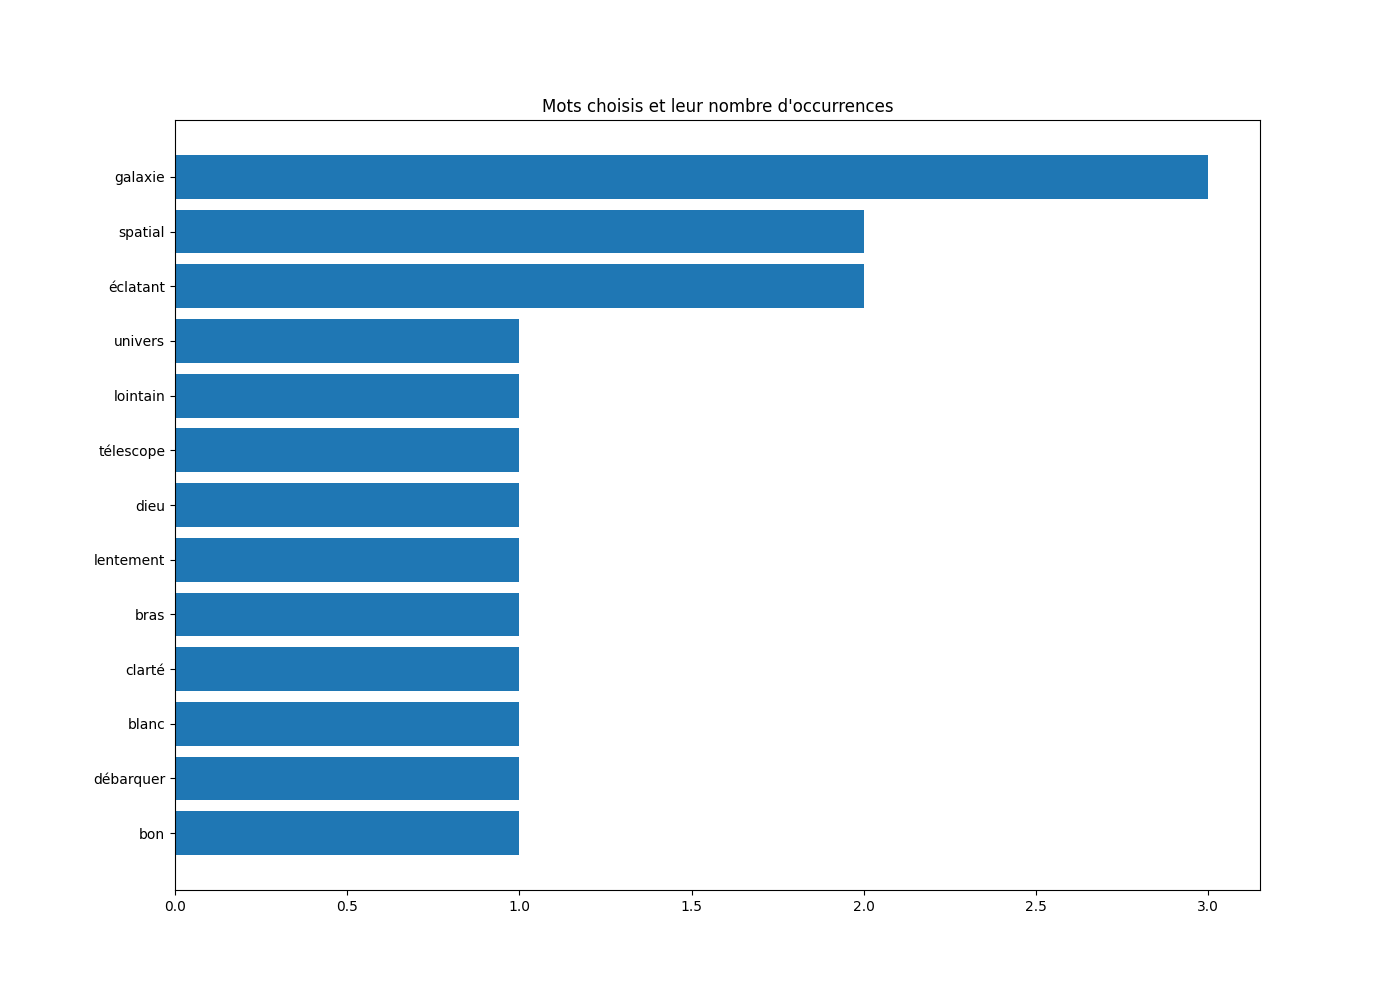 Mots choisis et leur nombre d'occurrences
galaxie
spatial
éclatant
univers
lointain
télescope
dieu
lentement
bras
clarté
blanc
débarquer
bon
0.0 0.5 1.0 1.5 2.0 2.5 3.0